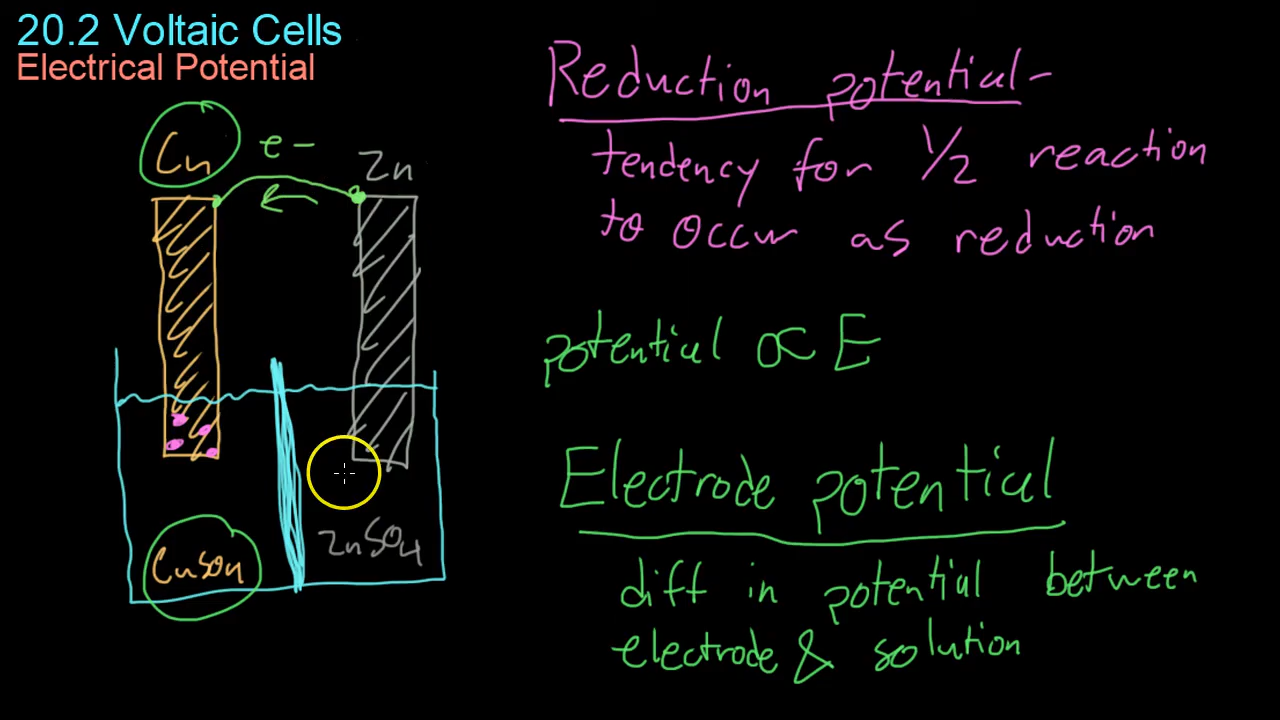 20.2 Voltaic Cells
Electrical Potential
Cu
e-
Zn
CuSO4
ZnSO4
Reduction potential-
tendency for 1/2 reaction
to occur as reduction
potential ∝ E
Electrode potential
diff in potential between
electrode & solution